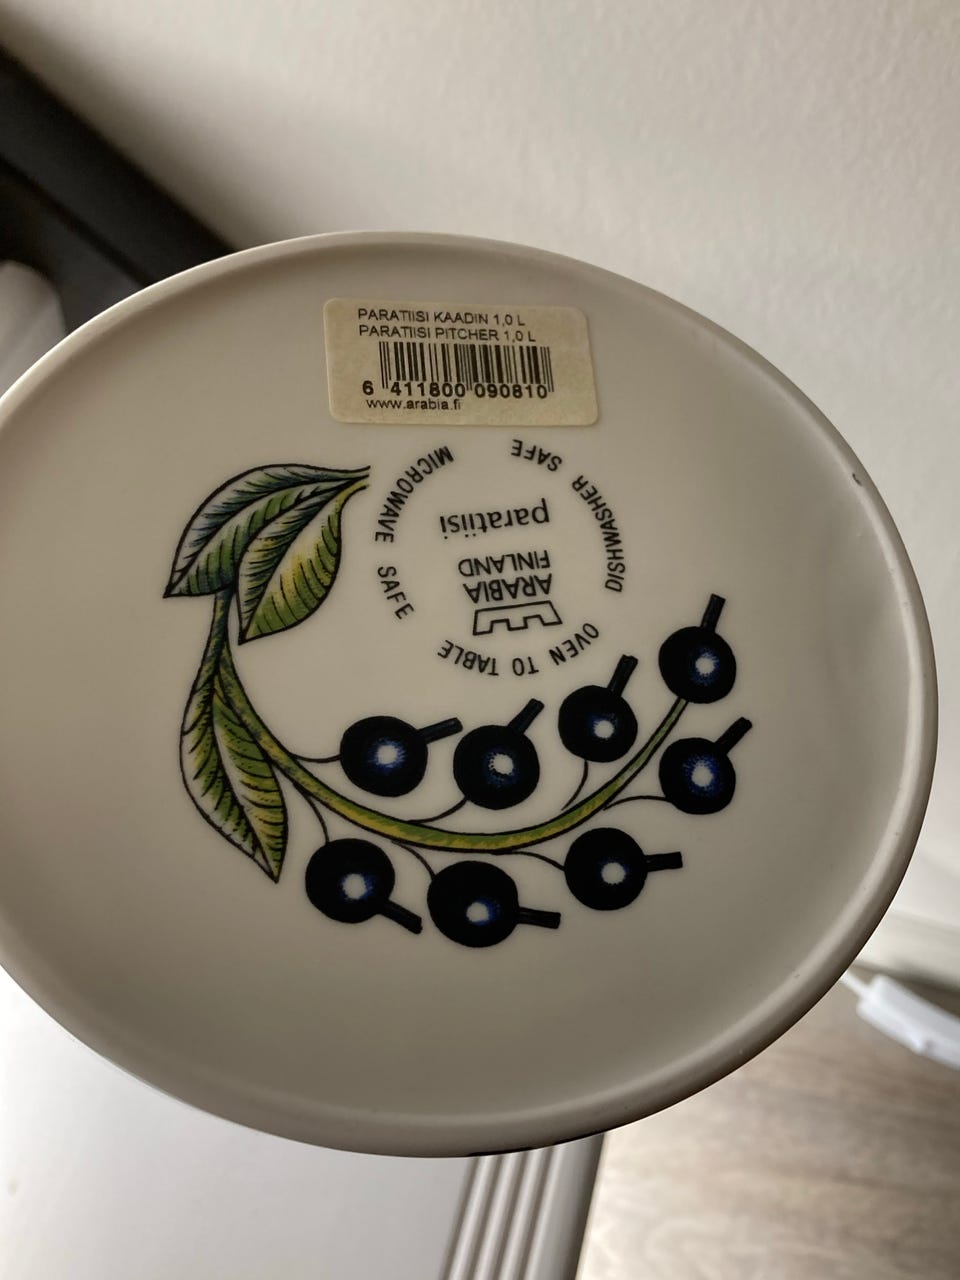 PARATIISI KAADIN 1,0 L
PARATIISI PITCHER 1,0 L
6 411800 090810
www.arabia.fi
OVEN TO TABLE
ARABIA
FINLAND
paratiisi
DISHWASHER SAFE
MICROWAVE SAFE